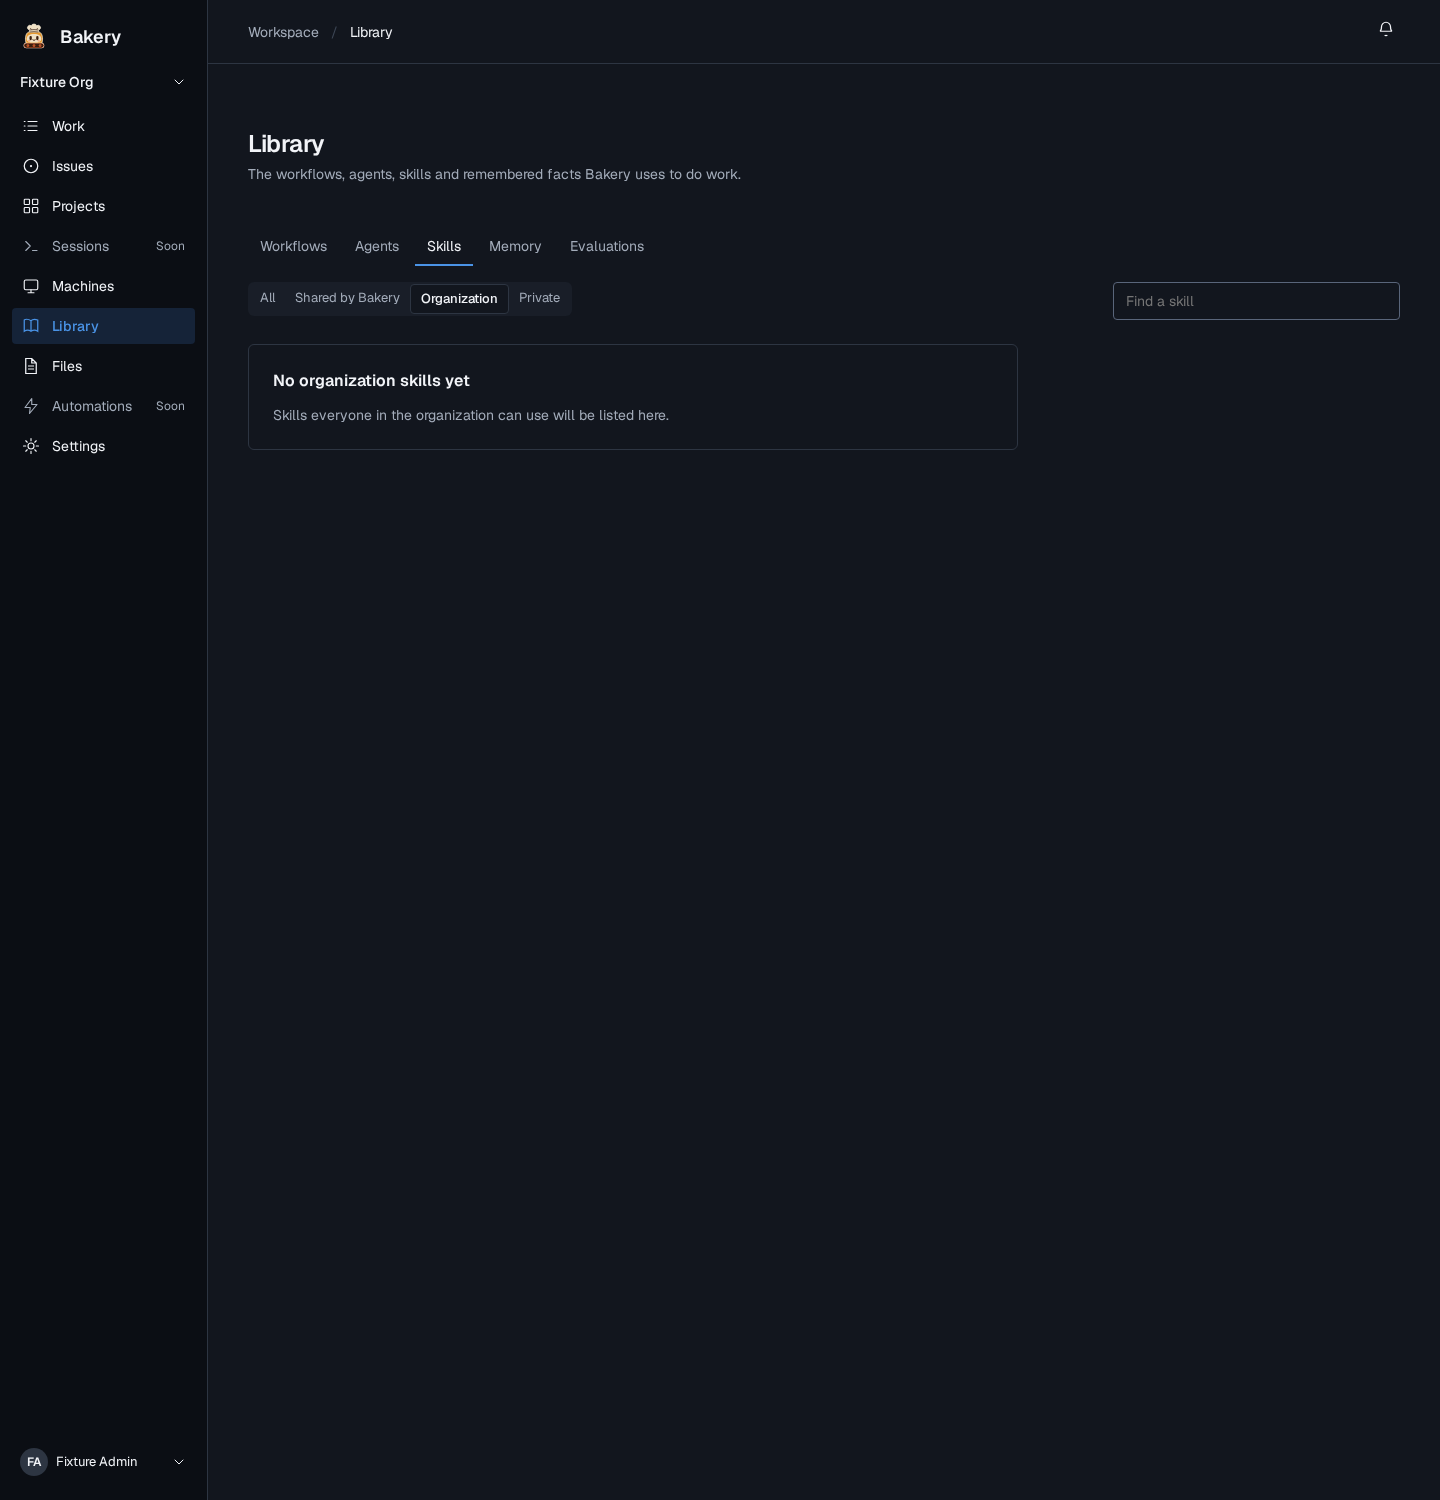 Bakery
Fixture Org
Work
Issues
Projects
Sessions Soon
Machines
Library
Files
Automations Soon
Settings
FA Fixture Admin
Workspace / Library
Library
The workflows, agents, skills and remembered facts Bakery uses to do work.
Workflows Agents Skills Memory Evaluations
All Shared by Bakery Organization Private
Find a skill
No organization skills yet
Skills everyone in the organization can use will be listed here.